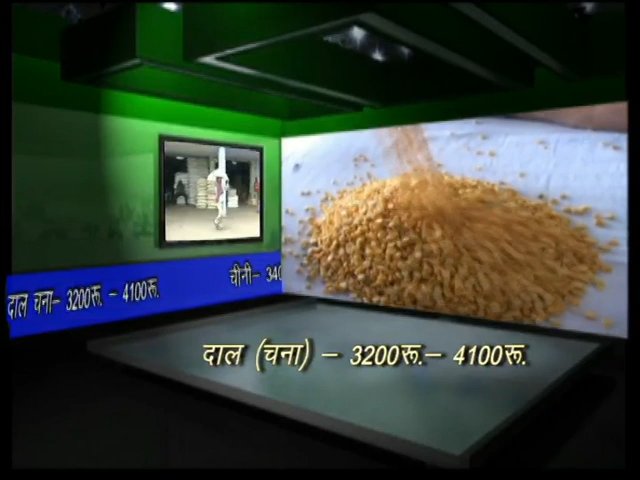 दाल चना- 3200रू. - 4100रू.
चीनी- 340
दाल (चना) - 3200रू.- 4100रू.